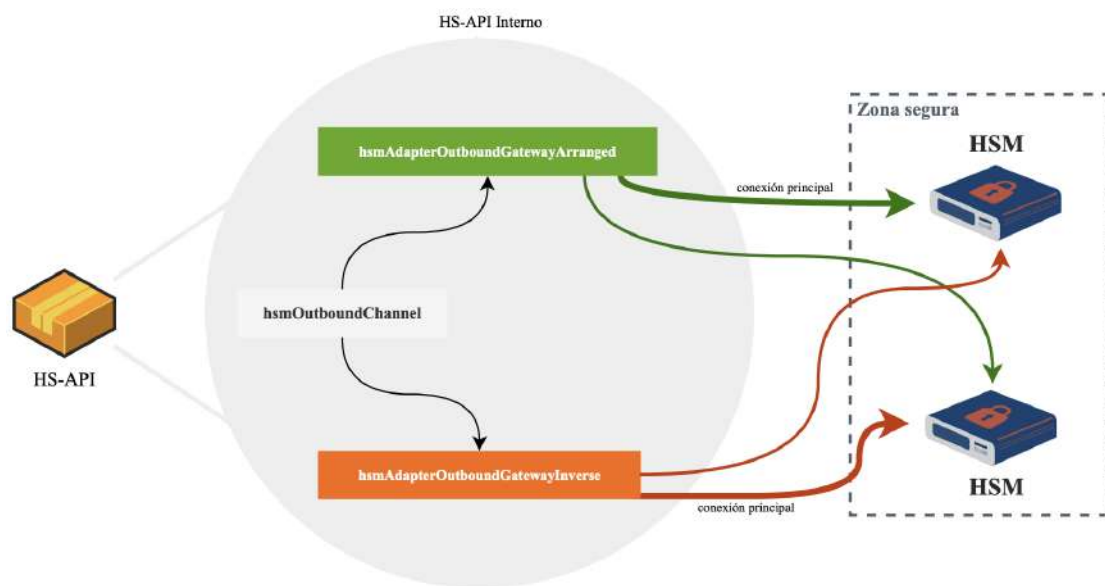 HS-API Interno
Zona segura
HSM
hsmAdapterOutboundGatewayArranged
conexión principal
hsmOutboundChannel
HS-API
hsmAdapterOutboundGatewayInverse
conexión principal
HSM